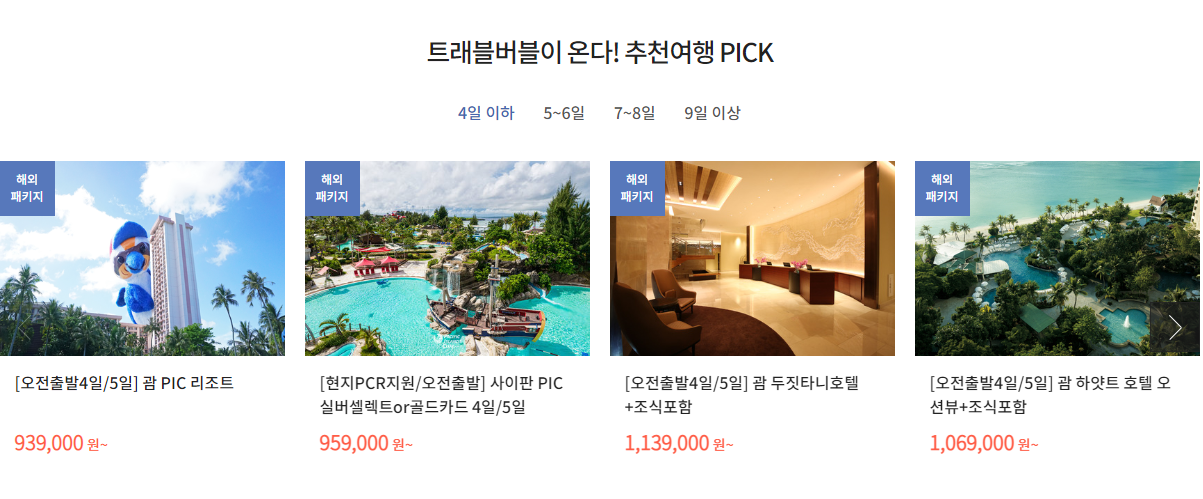 트래블버블이 온다! 추천여행 PICK
4일 이하 5~6일 7~8일 9일 이상
해외
패키지
[오전출발4일/5일] 괌 PIC 리조트
939,000 원~
해외
패키지
[현지PCR지원/오전출발] 사이판 PIC
실버셀렉트or골드카드 4일/5일
959,000 원~
해외
패키지
[오전출발4일/5일] 괌 두짓타니호텔
+조식포함
1,139,000 원~
해외
패키지
[오전출발4일/5일] 괌 하얏트 호텔 오
션뷰+조식포함
1,069,000 원~